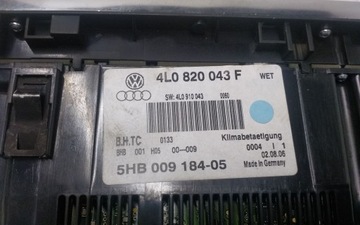 4L0 820 043 F WET
SW: 4L0 910 043 0060
B.H.TC 0133 Klimabetaetigung
5HB 001 H05 00—009 0004 I 1
02.08.06
5HB 009 184-05 Made in Germany